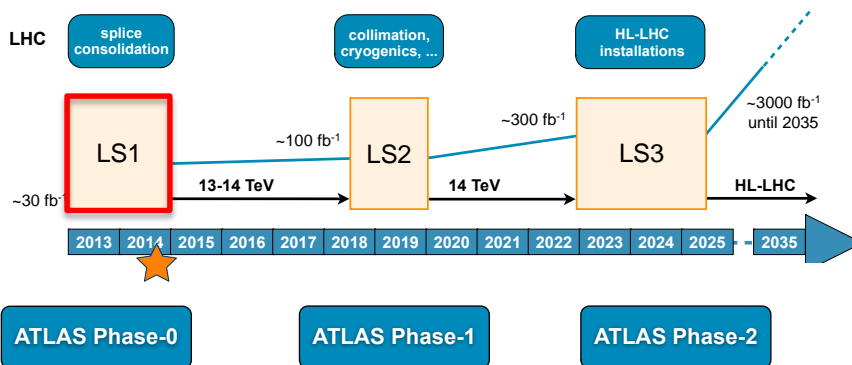 LHC
splice
consolidation
collimation,
cryogenics, ...
HL-LHC
installations
~3000 fb⁻¹
until 2035
~300 fb⁻¹
~100 fb⁻¹
LS1
LS2
LS3
13-14 TeV
14 TeV
HL-LHC
~30 fb⁻¹
2013 2014 2015 2016 2017 2018 2019 2020 2021 2022 2023 2024 2025 2035
ATLAS Phase-0
ATLAS Phase-1
ATLAS Phase-2